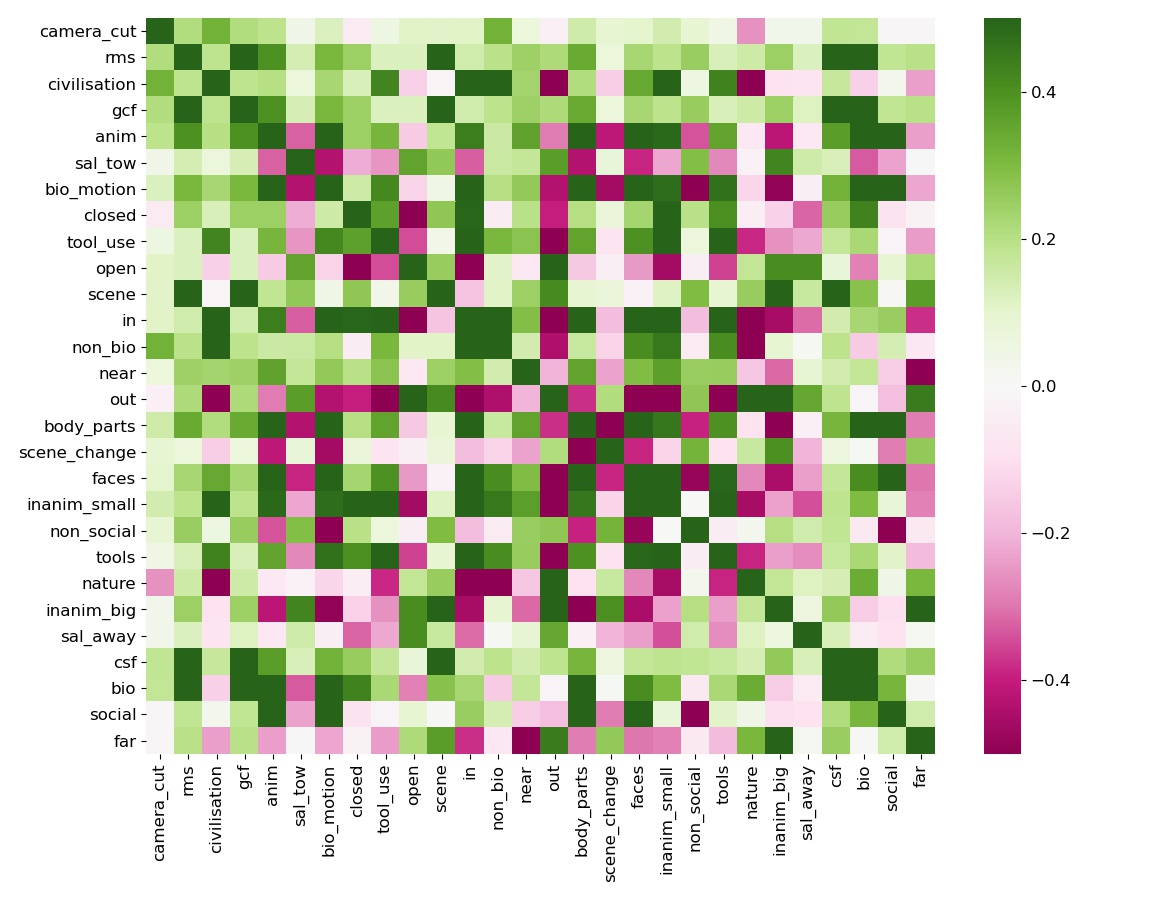 camera_cut
rms
civilisation
gcf
anim
sal_tow
bio_motion
closed
tool_use
open
scene
in
non_bio
near
out
body_parts
scene_change
faces
inanim_small
non_social
tools
nature
inanim_big
sal_away
csf
bio
social
far
camera_cut
rms
civilisation
gcf
anim
sal_tow
bio_motion
closed
tool_use
open
scene
in
non_bio
near
out
body_parts
scene_change
faces
inanim_small
non_social
tools
nature
inanim_big
sal_away
csf
bio
social
far
0.4
0.2
0.0
−0.2
−0.4